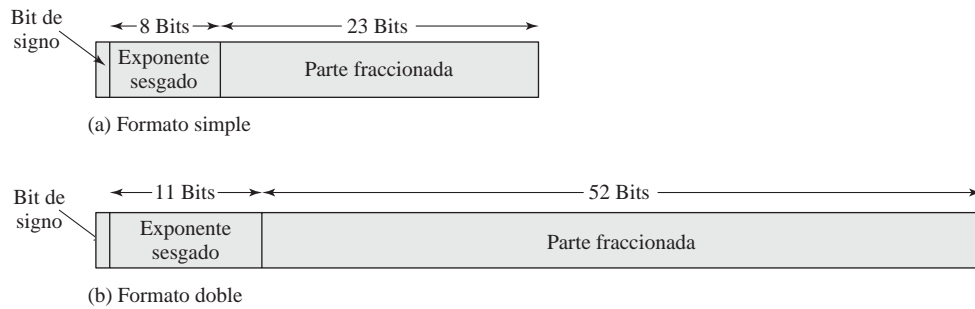 Bit de
signo
8 Bits
23 Bits
Exponente
sesgado
Parte fraccionada
(a) Formato simple
Bit de
signo
11 Bits
52 Bits
Exponente
sesgado
Parte fraccionada
(b) Formato doble